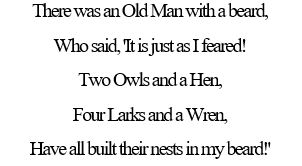 There was an Old Man with a beard,
Who said, 'It is just as I feared!
Two Owls and a Hen,
Four Larks and a Wren,
Have all built their nests in my beard!'